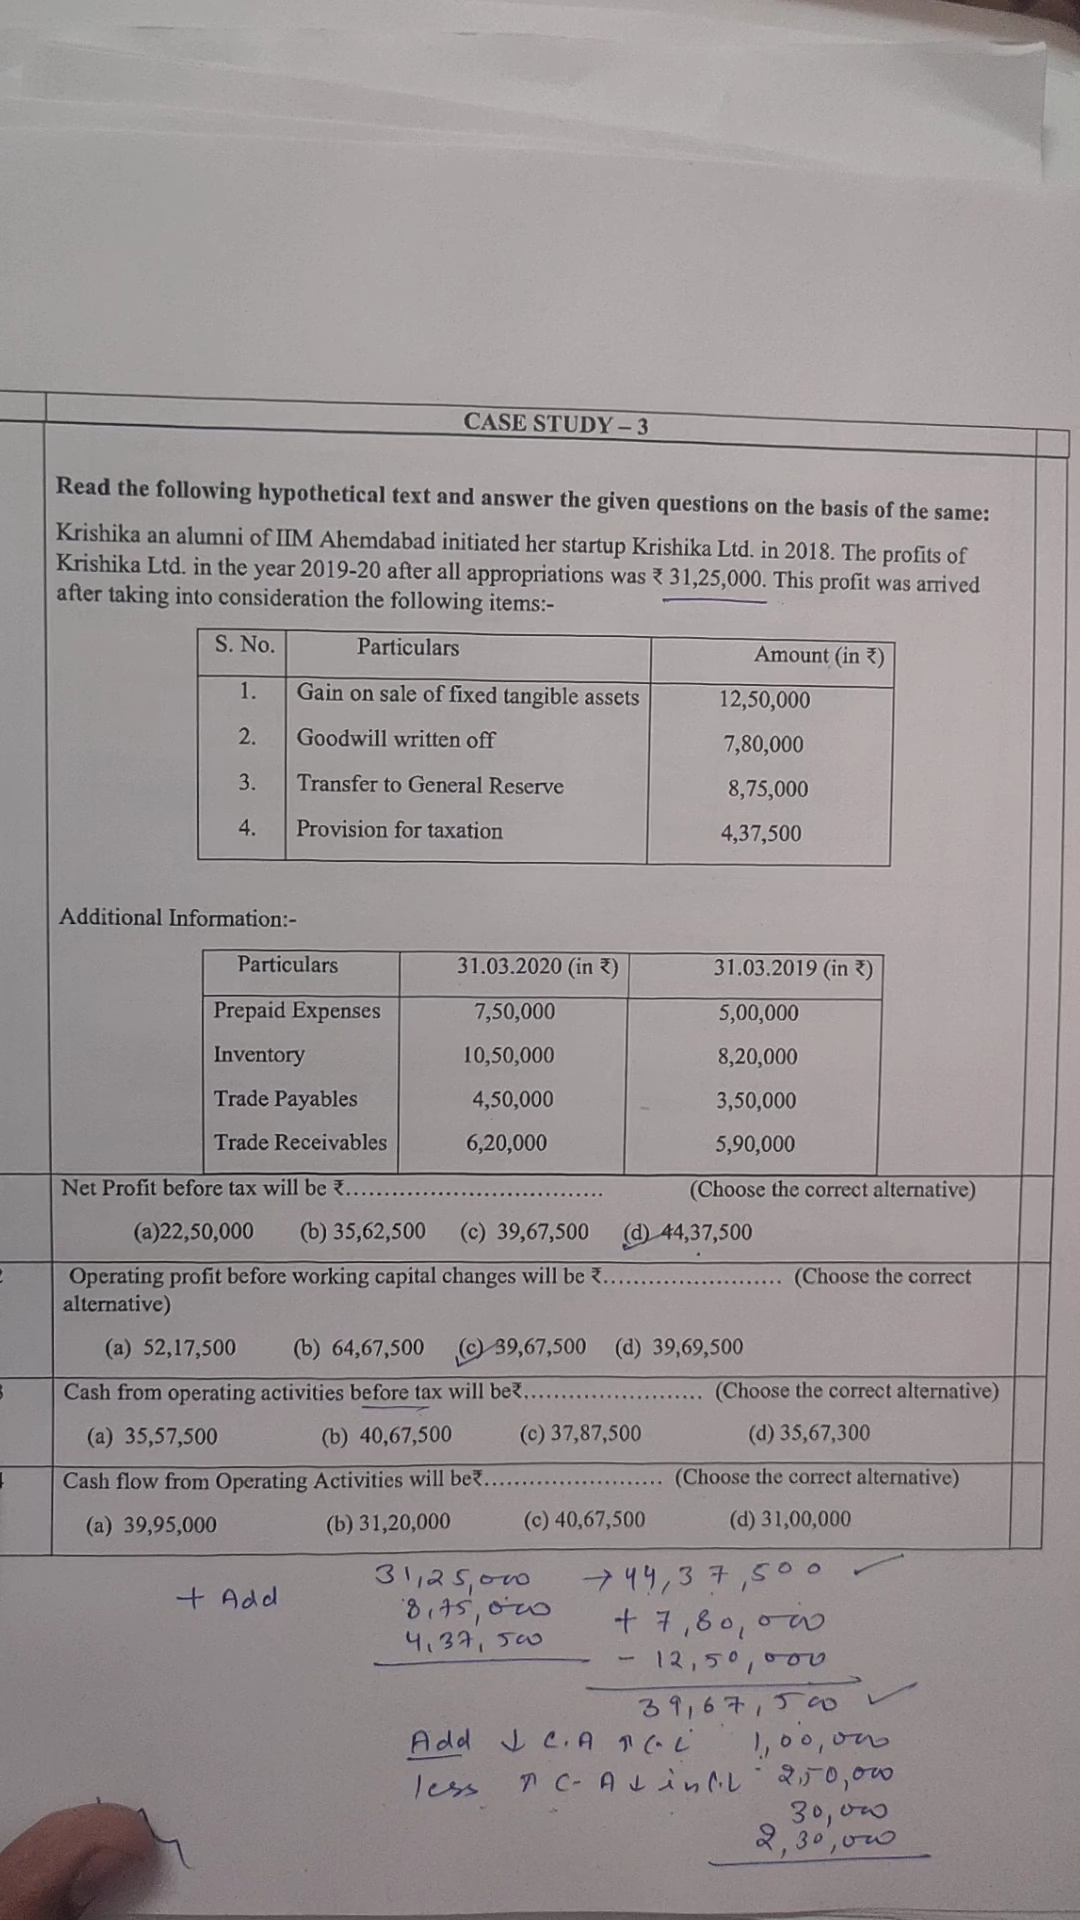 CASE STUDY – 3
Read the following hypothetical text and answer the given questions on the basis of the same:
Krishika an alumni of IIM Ahemdabad initiated her startup Krishika Ltd. in 2018. The profits of
Krishika Ltd. in the year 2019-20 after all appropriations was ₹ 31,25,000. This profit was arrived
after taking into consideration the following items:-
S. No. Particulars Amount (in ₹)
1. Gain on sale of fixed tangible assets 12,50,000
2. Goodwill written off 7,80,000
3. Transfer to General Reserve 8,75,000
4. Provision for taxation 4,37,500
Additional Information:-
Particulars 31.03.2020 (in ₹) 31.03.2019 (in ₹)
Prepaid Expenses 7,50,000 5,00,000
Inventory 10,50,000 8,20,000
Trade Payables 4,50,000 3,50,000
Trade Receivables 6,20,000 5,90,000
Net Profit before tax will be ₹.................................. (Choose the correct alternative)
(a)22,50,000 (b) 35,62,500 (c) 39,67,500 (d) 44,37,500
Operating profit before working capital changes will be ₹........................ (Choose the correct
alternative)
(a) 52,17,500 (b) 64,67,500 (c) 39,67,500 (d) 39,69,500
3 Cash from operating activities before tax will be₹........................ (Choose the correct alternative)
(a) 35,57,500 (b) 40,67,500 (c) 37,87,500 (d) 35,67,300
Cash flow from Operating Activities will be₹........................ (Choose the correct alternative)
(a) 39,95,000 (b) 31,20,000 (c) 40,67,500 (d) 31,00,000
31,25,000 → 44,37,500 ✓
+ Add 8,75,000 + 7,80,000
4,37,500 - 12,50,000
39,67,500 ✓
Add ↓ C.A ↑ C.L 1,00,000
less ↑ C-A ↓ in C.L 2,50,000
30,000
2,30,000